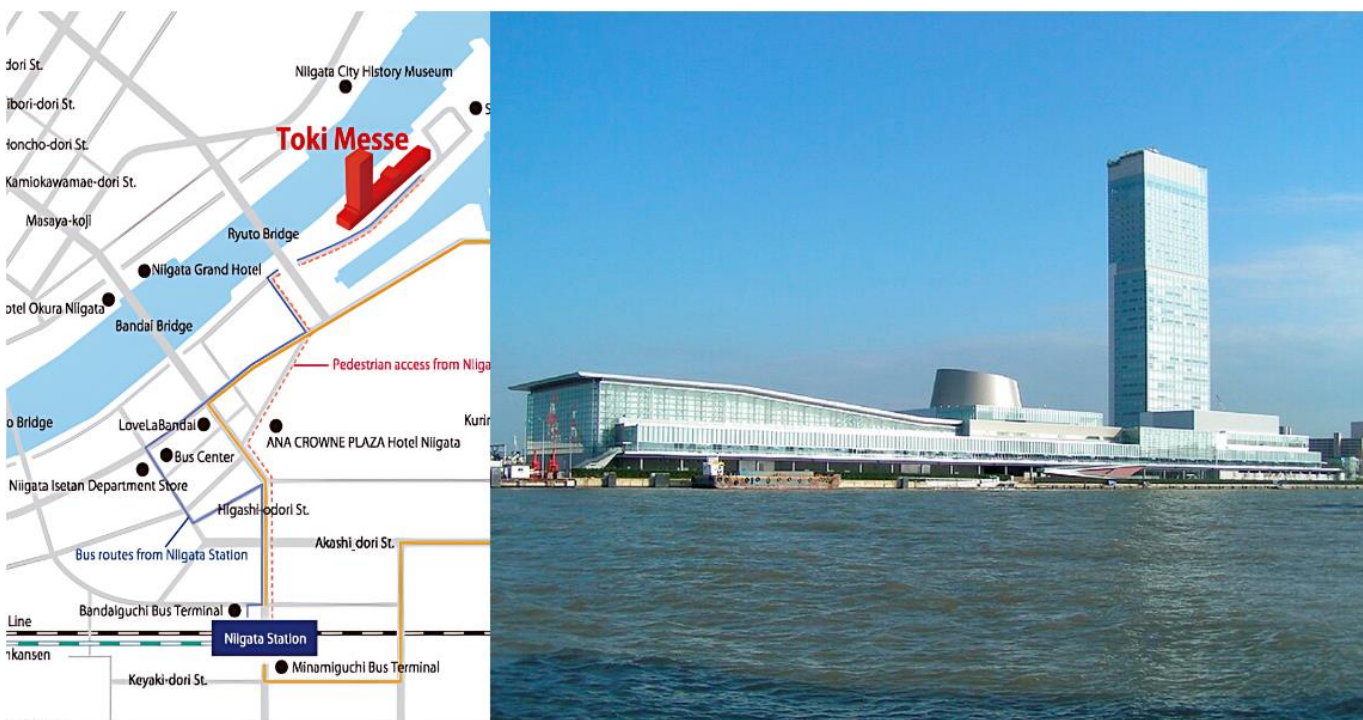 dori St.
Niigata City History Museum
ibori-dori St.
S
Toki Messe
Honcho-dori St.
Kamiokawamae-dori St.
Masaya-koji
Ryuto Bridge
Niigata Grand Hotel
otel Okura Niigata
Bandai Bridge
Pedestrian access from Niiga
o Bridge
LoveLaBandai
Kurin
ANA CROWNE PLAZA Hotel Niigata
Bus Center
Niigata Isetan Department Store
Higashi-odori St.
Bus routes from Niigata Station
Akashi_dori St.
Bandaiguchi Bus Terminal
Line
Niigata Station
nkansen
Minamiguchi Bus Terminal
Keyaki-dori St.